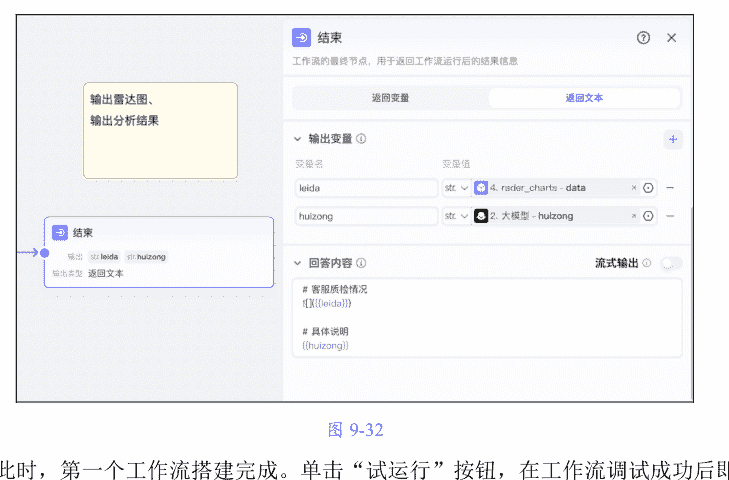 结束
工作流的最终节点，用于返回工作流运行后的结果信息
输出雷达图、
输出分析结果
返回变量 返回文本
输出变量
变量名 变量值
leida str. 4. rader_charts - data
huizong str. 2. 大模型 - huizong
结束
输出 str. leida str. huizong
输出类型 返回文本
回答内容 流式输出
# 客服质检情况
![]({{leida}})
# 具体说明
{{huizong}}
图 9-32
此时，第一个工作流搭建完成。单击“试运行”按钮，在工作流调试成功后即